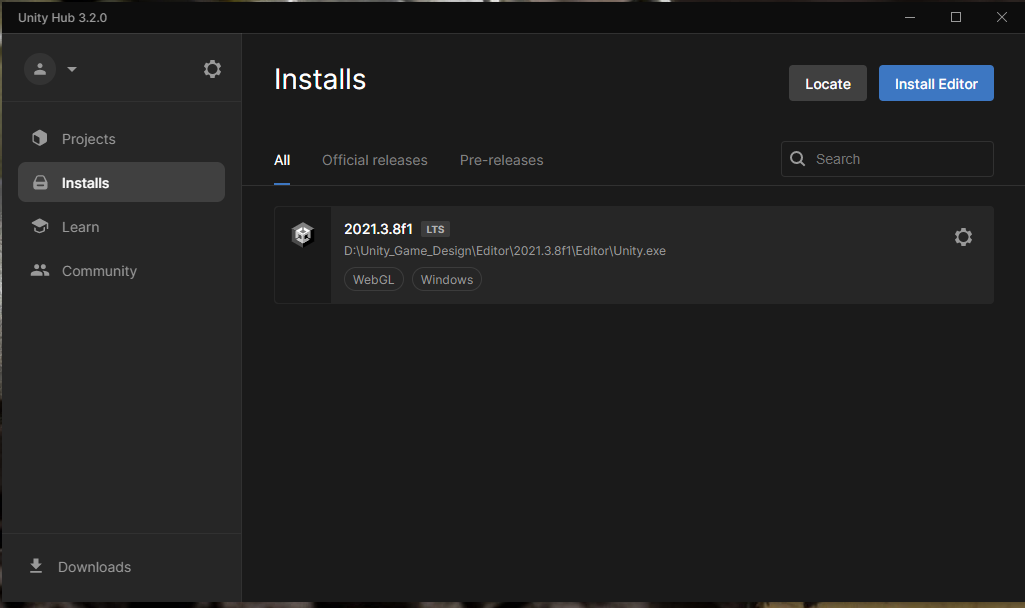 Unity Hub 3.2.0
Projects
Installs
Learn
Community
Downloads
Installs
Locate
Install Editor
All
Official releases
Pre-releases
Search
2021.3.8f1 LTS
D:\Unity_Game_Design\Editor\2021.3.8f1\Editor\Unity.exe
WebGL
Windows